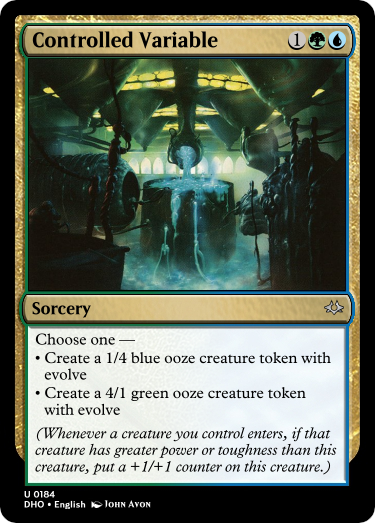 Controlled Variable 1
Sorcery
Choose one —
• Create a 1/4 blue ooze creature token with
evolve
• Create a 4/1 green ooze creature token
with evolve
(Whenever a creature you control enters, if that
creature has greater power or toughness than this
creature, put a +1/+1 counter on this creature.)
U 0184
DHO • English John Avon